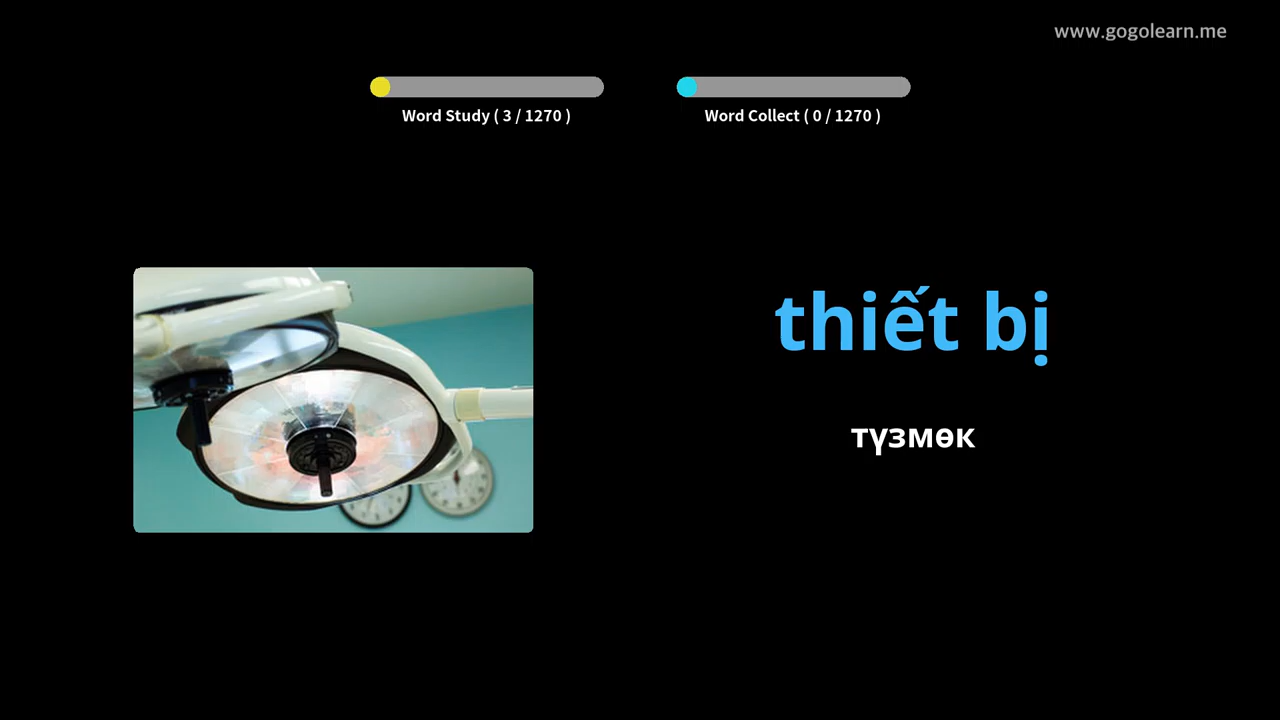 www.gogolearn.me
Word Study ( 3 / 1270 )
Word Collect ( 0 / 1270 )
thiết bị
түзмөк